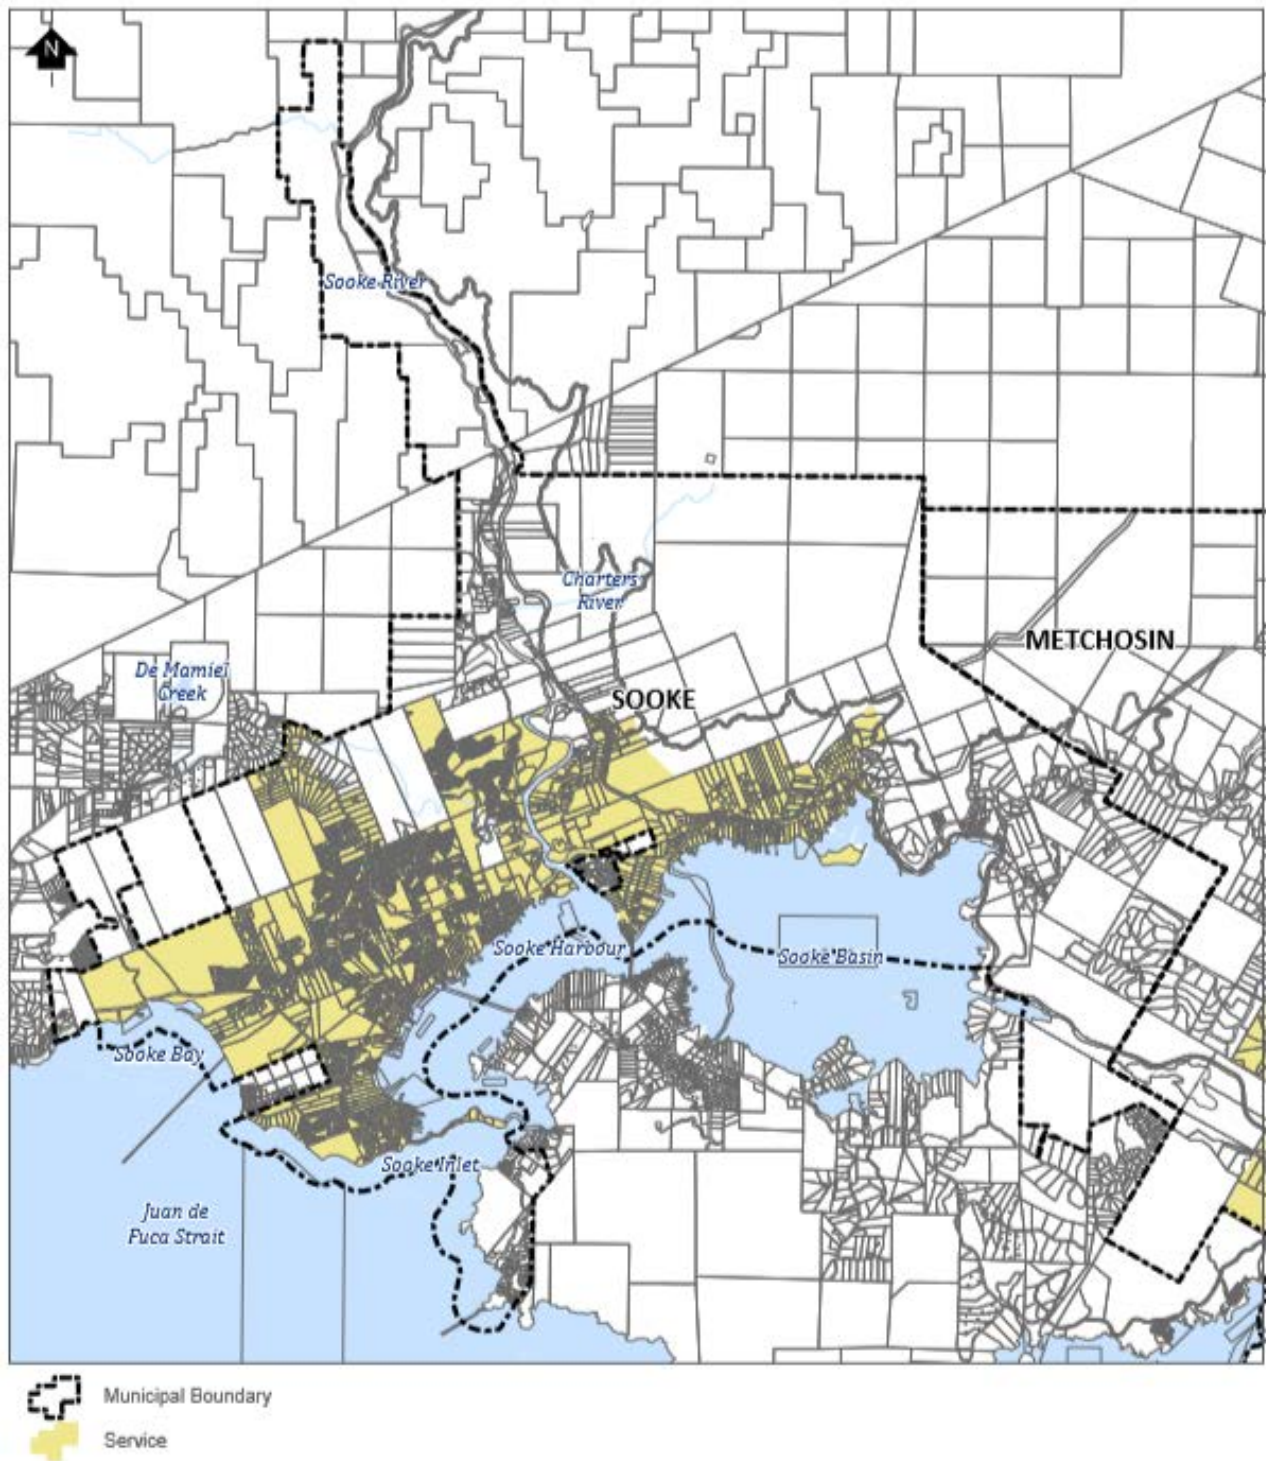 N
Sooke River
Charters
River
METCHOSIN
De Mamiel
Creek
SOOKE
Sooke Harbour
Sooke Basin
Sooke Bay
Sooke Inlet
Juan de
Fuca Strait
Municipal Boundary
Service